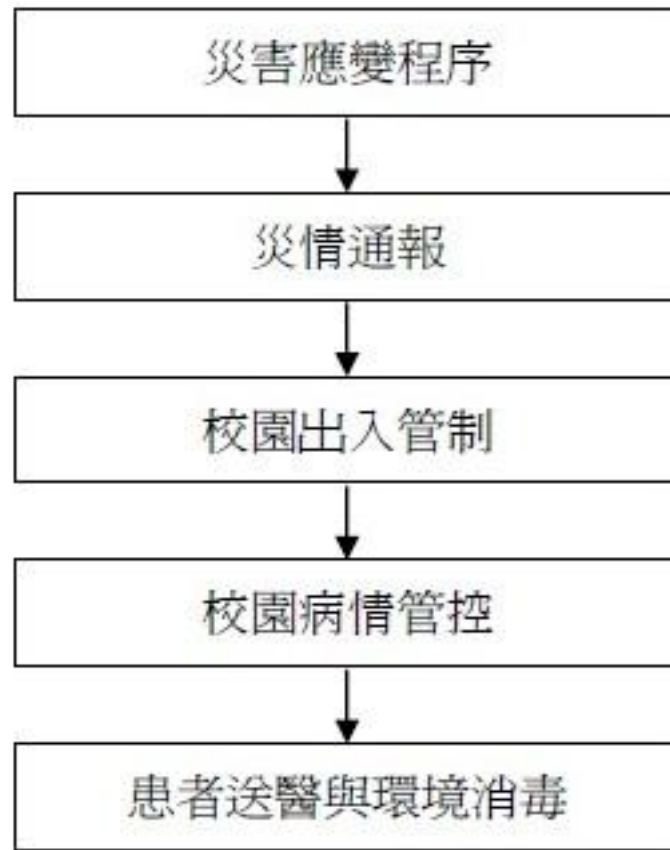 災害應變程序
災情通報
校園出入管制
校園病情管控
患者送醫與環境消毒